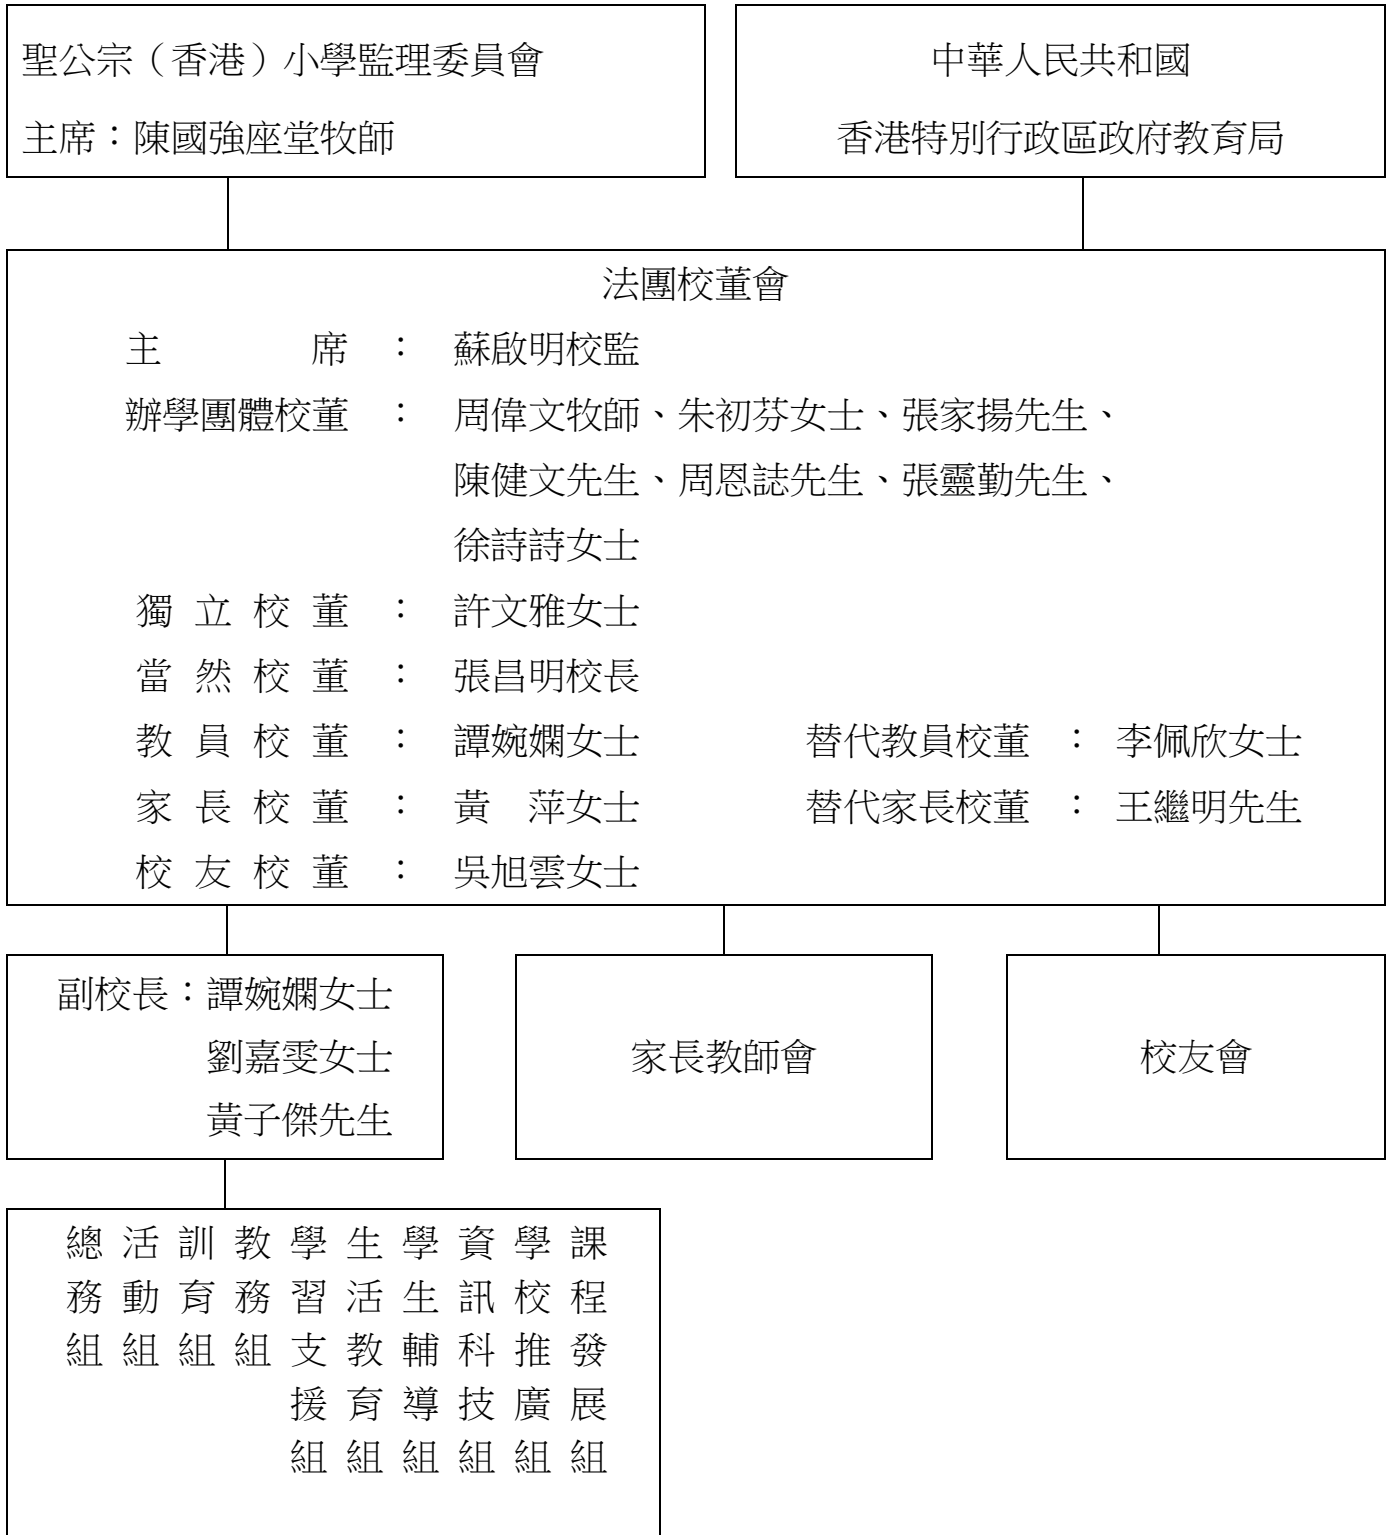 聖公宗（香港）小學監理委員會
主席：陳國強座堂牧師
中華人民共和國
香港特別行政區政府教育局
法團校董會
主席 ： 蘇啟明校監
辦學團體校董 ： 周偉文牧師、朱初芬女士、張家揚先生、
陳健文先生、周恩誌先生、張靈勤先生、
徐詩詩女士
獨立校董 ： 許文雅女士
當然校董 ： 張昌明校長
教員校董 ： 譚婉嫻女士 替代教員校董 ： 李佩欣女士
家長校董 ： 黃　萍女士 替代家長校董 ： 王繼明先生
校友校董 ： 吳旭雲女士
副校長：譚婉嫻女士
劉嘉雯女士
黃子傑先生
家長教師會
校友會
課程發展組
學校推廣組
資訊科技組
學生輔導組
生活教育組
學習支援組
教務組
訓育組
活動組
總務組